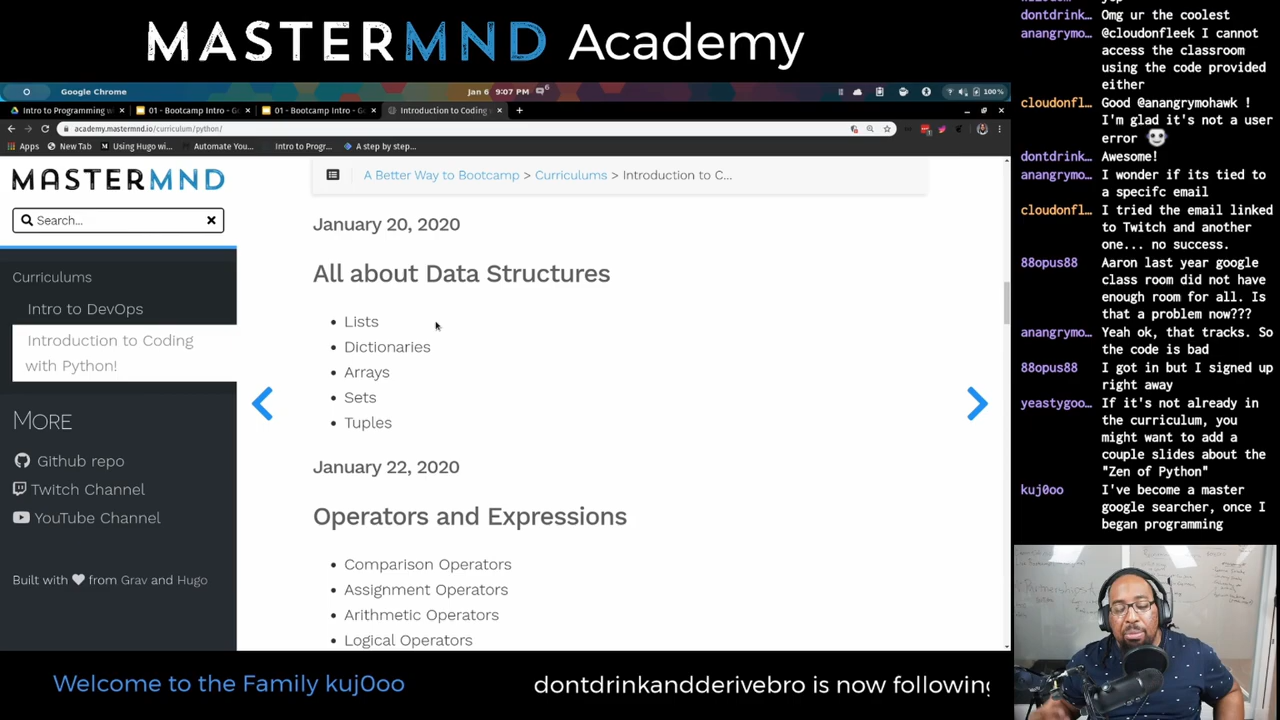 MASTERMND Academy
Google Chrome
Jan 6 9:07 PM
100%
Intro to Programming w
01 - Bootcamp Intro - G
01 - Bootcamp Intro - G
Introduction to Coding
academy.mastermnd.io/curriculum/python/
Apps
New Tab
Using Hugo wi...
Automate You...
Intro to Progr...
A step by step...
MASTERMND
Search...
Curriculums
Intro to DevOps
Introduction to Coding
with Python!
MORE
Github repo
Twitch Channel
YouTube Channel
Built with from Grav and Hugo
A Better Way to Bootcamp > Curriculums > Introduction to C...
January 20, 2020
All about Data Structures
Lists
Dictionaries
Arrays
Sets
Tuples
January 22, 2020
Operators and Expressions
Comparison Operators
Assignment Operators
Arithmetic Operators
Logical Operators
dontdrink… Omg ur the coolest
anangrymo… @cloudonfleek I cannot
access the classroom
using the code provided
either
cloudonfl… Good @anangrymohawk !
I'm glad it's not a user
error
dontdrink… Awesome!
anangrymo… I wonder if its tied to
a specifc email
cloudonfl… I tried the email linked
to Twitch and another
one... no success.
88opus88 Aaron last year google
class room did not have
enough room for all. Is
that a problem now???
anangrymo… Yeah ok, that tracks. So
the code is bad
88opus88 I got in but I signed up
right away
yeastygoo… If it's not already in
the curriculum, you
might want to add a
couple slides about the
"Zen of Python"
kuj0oo I've become a master
google searcher, once I
began programming
Welcome to the Family kuj0oo
dontdrinkandderivebro is now following